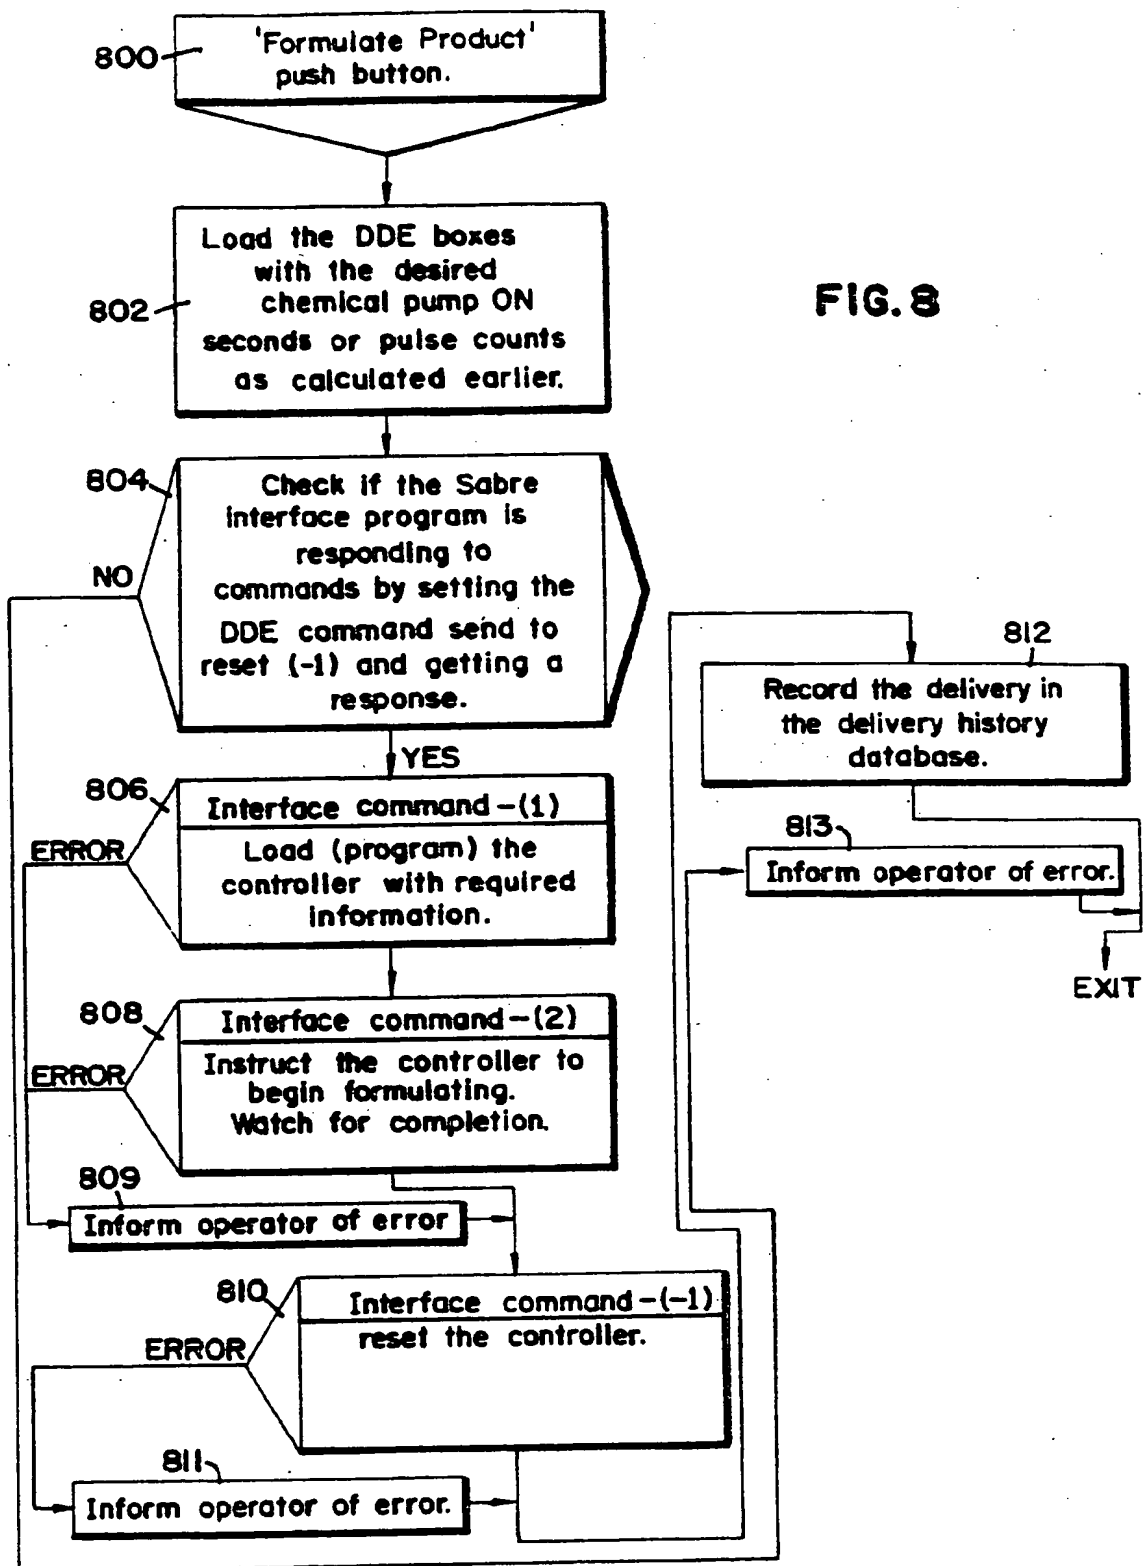 800
'Formulate Product'
push button.
802
Load the DDE boxes
with the desired
chemical pump ON
seconds or pulse counts
as calculated earlier.
FIG. 8
804
Check if the Sabre
interface program is
responding to
commands by setting the
DDE command send to
reset (-1) and getting a
response.
NO
YES
806
Interface command-(1)
ERROR
Load (program) the
controller with required
information.
808
Interface command-(2)
ERROR
Instruct the controller to
begin formulating.
Watch for completion.
809
Inform operator of error
810
Interface command-(-1)
reset the controller.
ERROR
811
Inform operator of error.
812
Record the delivery in
the delivery history
database.
813
Inform operator of error.
EXIT